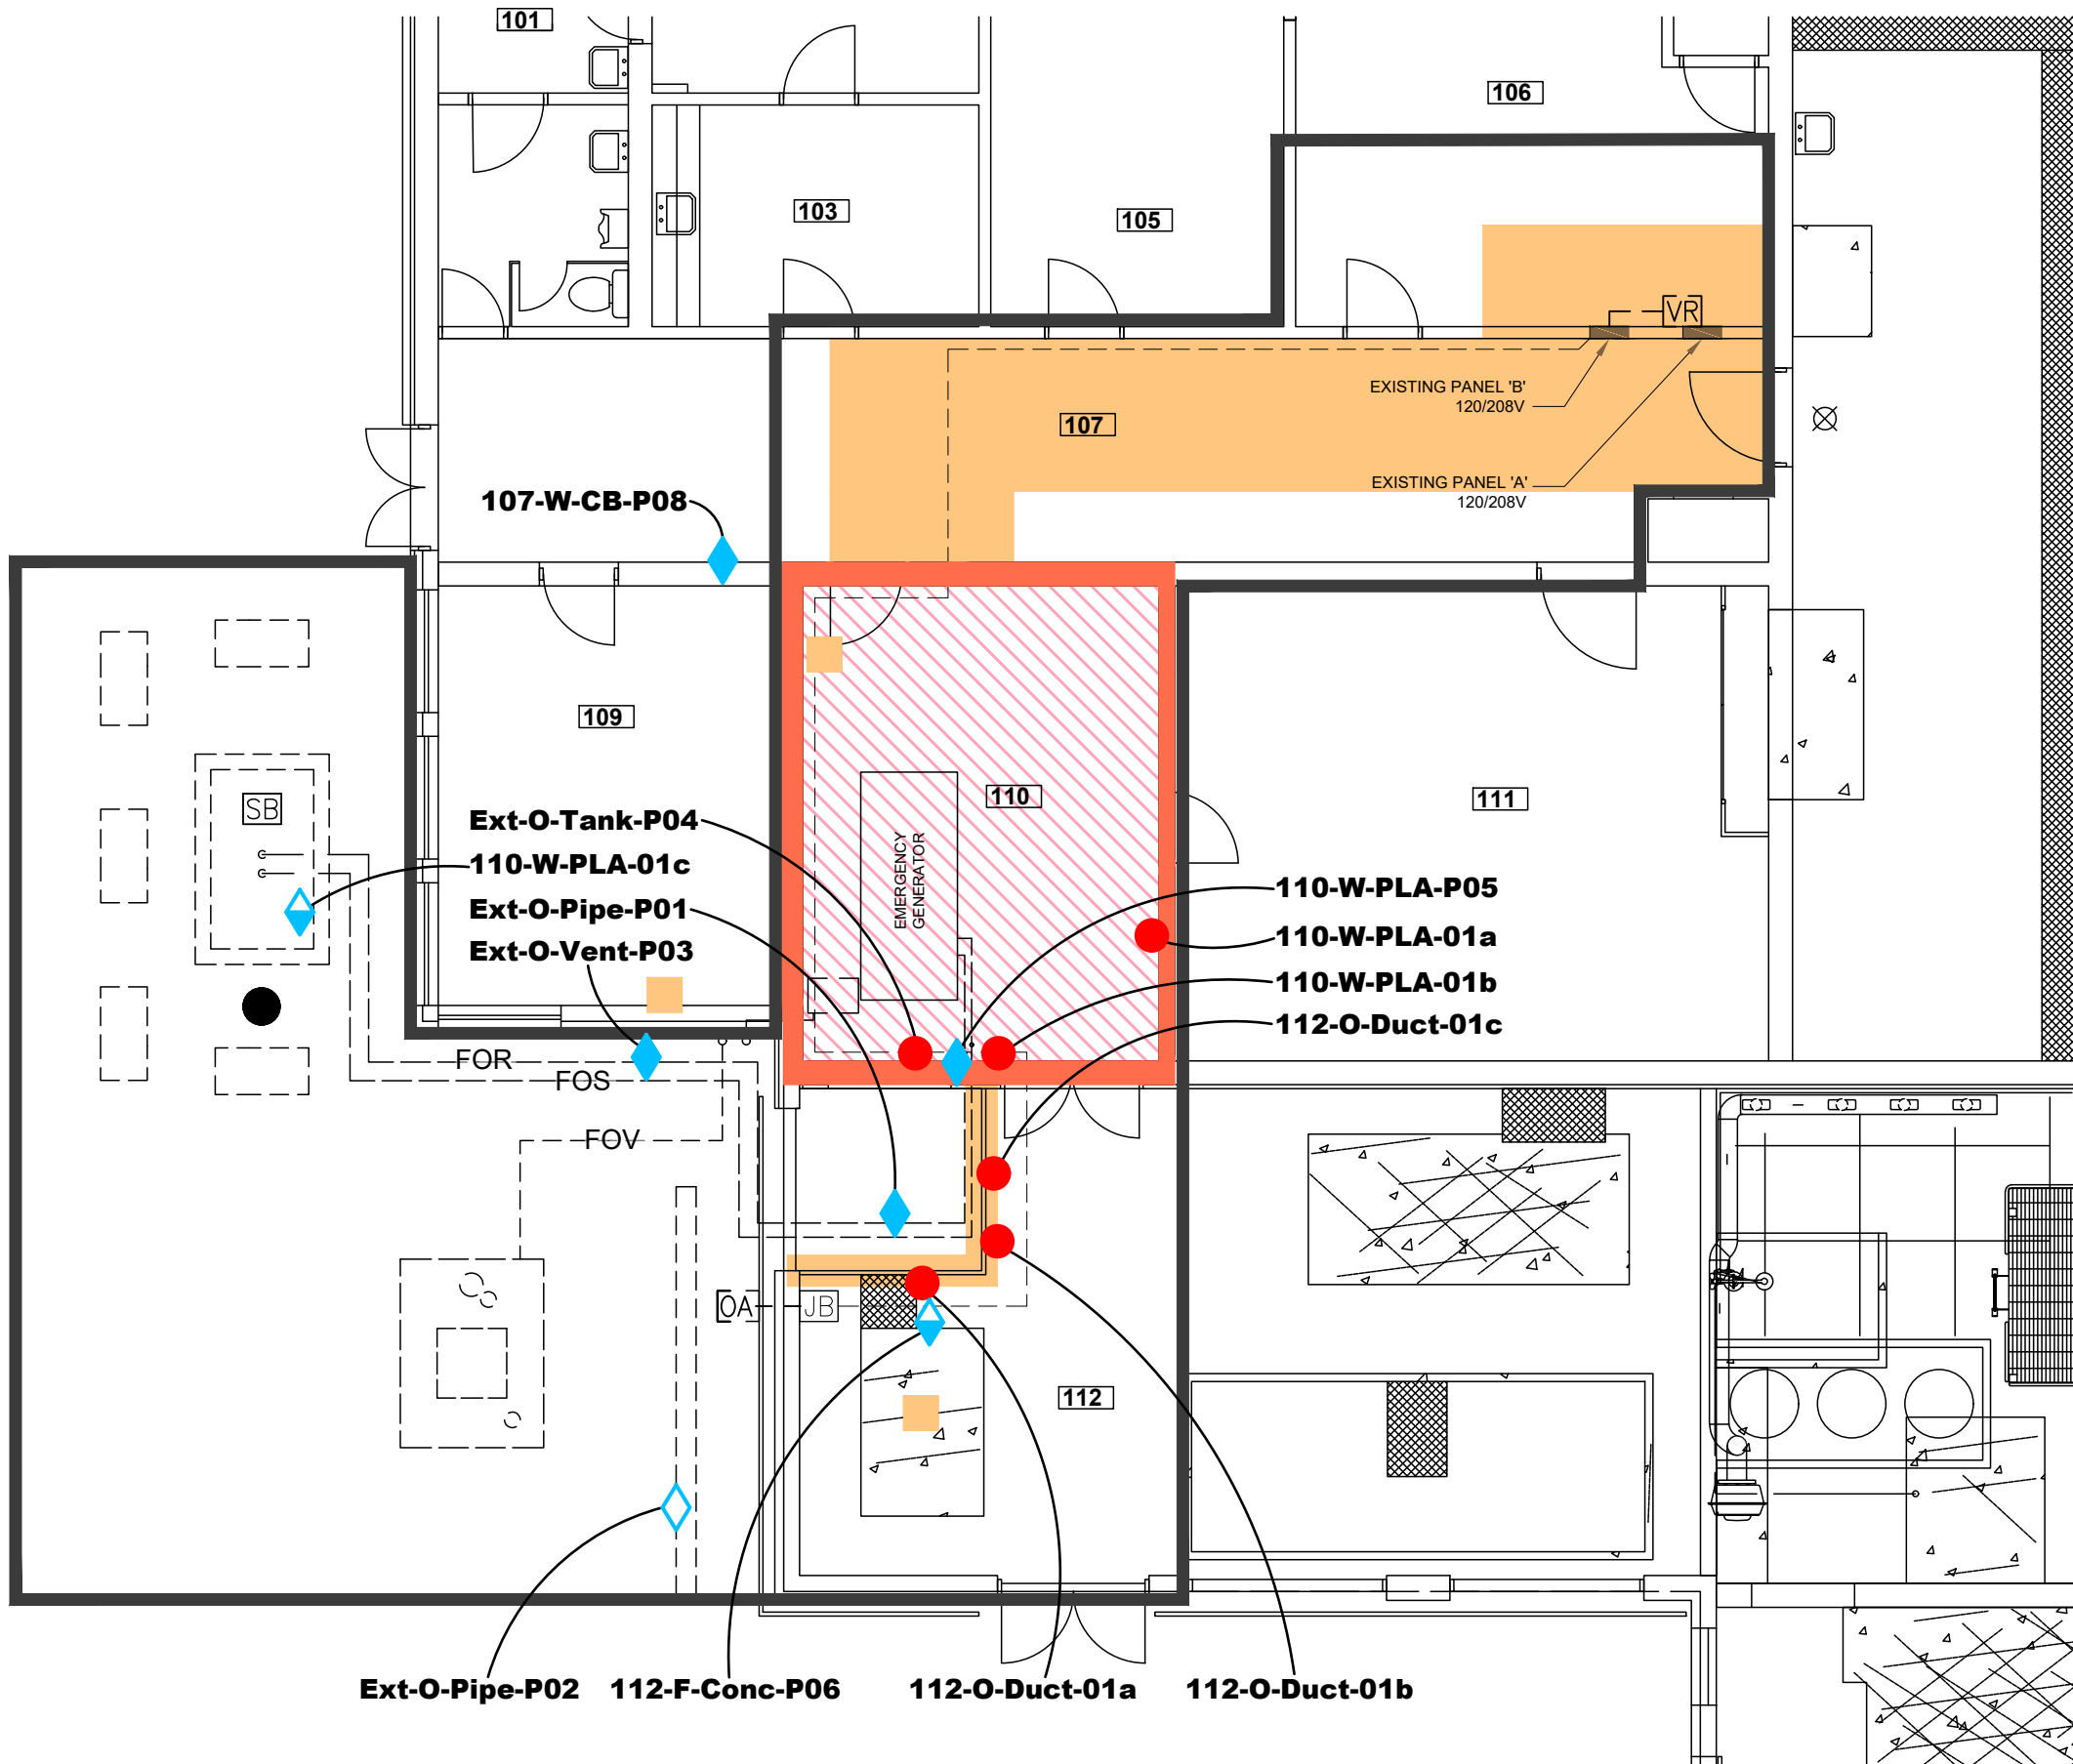 101
106
103
105
VR
EXISTING PANEL 'B'
120/208V
107
EXISTING PANEL 'A'
120/208V
107-W-CB-P08
109
110
111
SB
EMERGENCY
GENERATOR
Ext-O-Tank-P04
110-W-PLA-01c
Ext-O-Pipe-P01
Ext-O-Vent-P03
110-W-PLA-P05
110-W-PLA-01a
110-W-PLA-01b
112-O-Duct-01c
FOR
FOS
FOV
OA
JB
112
Ext-O-Pipe-P02
112-F-Conc-P06
112-O-Duct-01a
112-O-Duct-01b